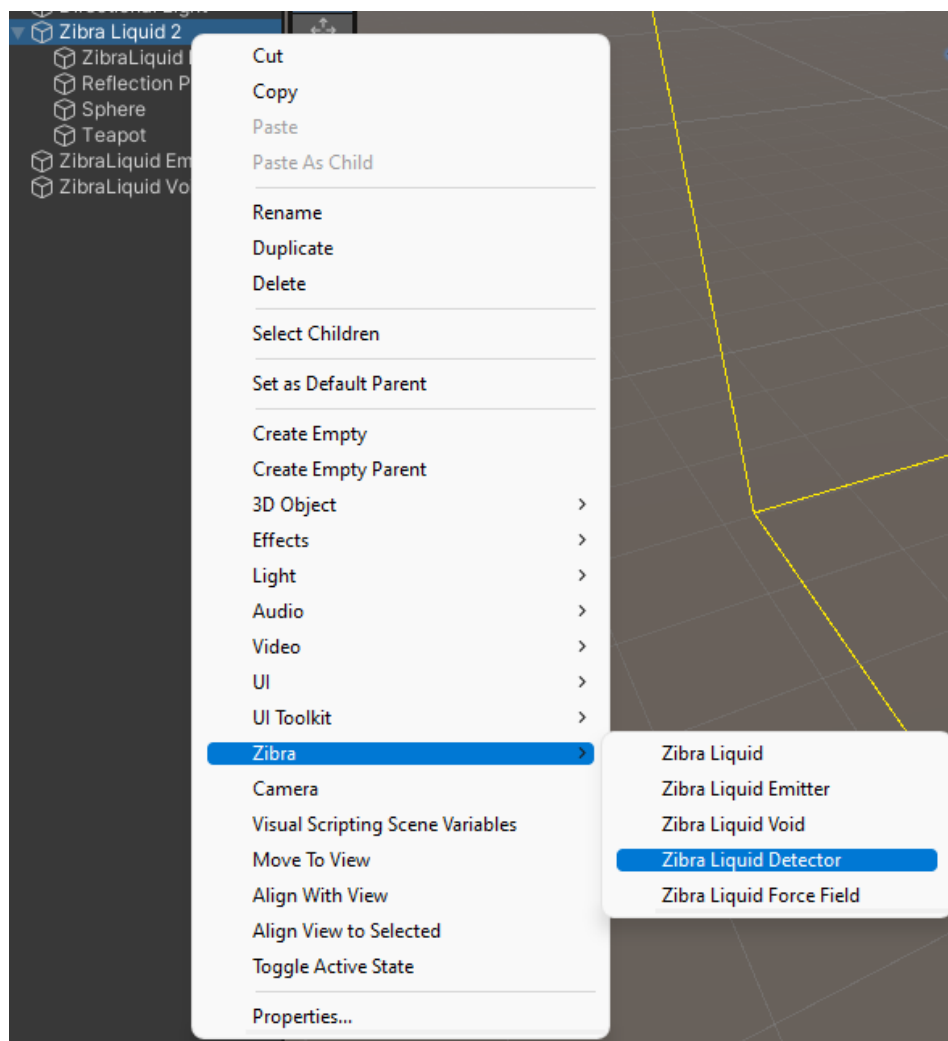 Directional Light
Zibra Liquid 2
ZibraLiquid
Reflection P
Sphere
Teapot
ZibraLiquid Em
ZibraLiquid Vo
Cut
Copy
Paste
Paste As Child
Rename
Duplicate
Delete
Select Children
Set as Default Parent
Create Empty
Create Empty Parent
3D Object
Effects
Light
Audio
Video
UI
UI Toolkit
Zibra
Camera
Visual Scripting Scene Variables
Move To View
Align With View
Align View to Selected
Toggle Active State
Properties...
Zibra Liquid
Zibra Liquid Emitter
Zibra Liquid Void
Zibra Liquid Detector
Zibra Liquid Force Field